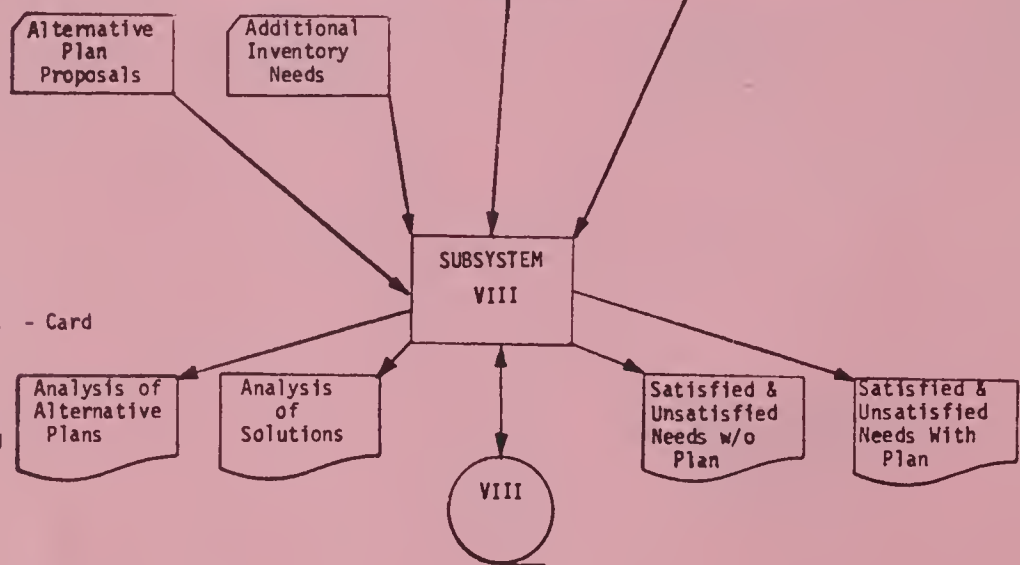 Alternative
Plan
Proposals
Additional
Inventory
Needs
SUBSYSTEM
VIII
- Card
Analysis of
Alternative
Plans
Analysis
of
Solutions
Satisfied &
Unsatisfied
Needs w/o
Plan
Satisfied &
Unsatisfied
Needs With
Plan
VIII